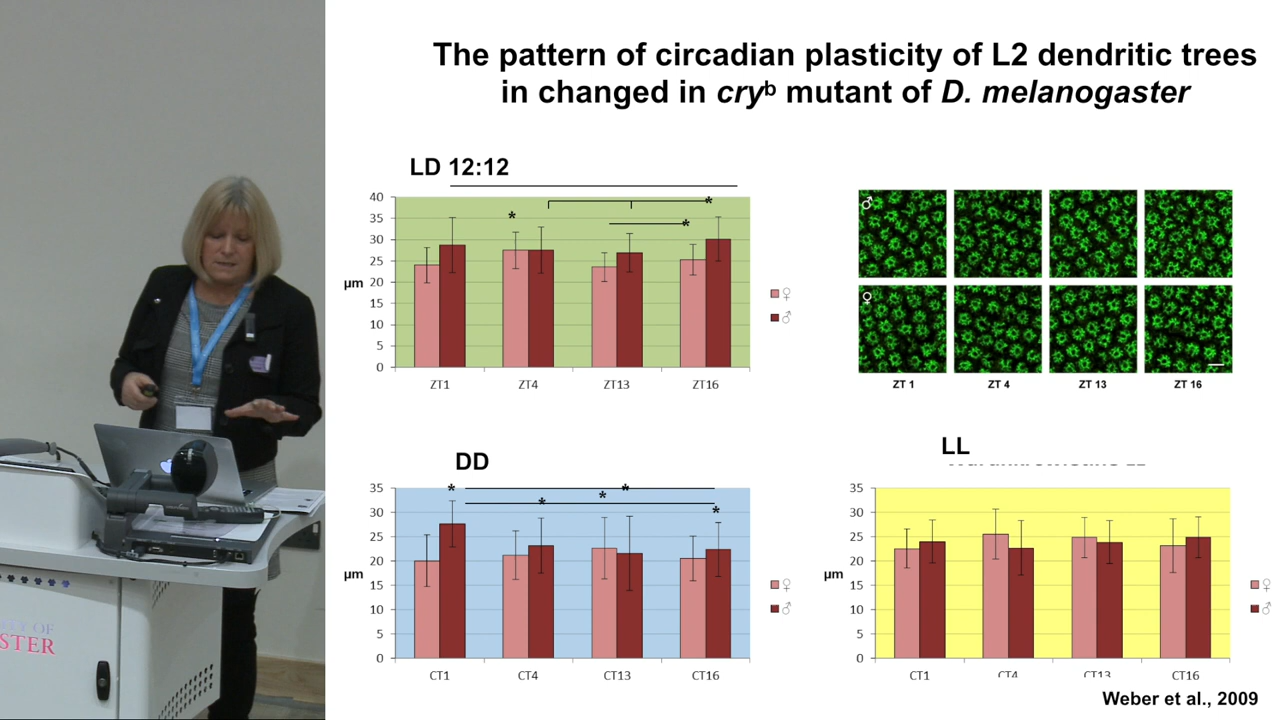 The pattern of circadian plasticity of L2 dendritic trees
in changed in cryᵇ mutant of D. melanogaster
LD 12:12
40
35
30
25
20
15
10
5
0
µm
*
*
*
♀
♂
ZT1
ZT4
ZT13
ZT16
♂
♀
ZT 1
ZT 4
ZT 13
ZT 16
DD
35
30
25
20
15
10
5
0
µm
*
*
*
*
*
♀
♂
CT1
CT4
CT13
CT16
LL
35
30
25
20
15
10
5
0
µm
♀
♂
CT1
CT4
CT13
CT16
Weber et al., 2009
TY OF
STER